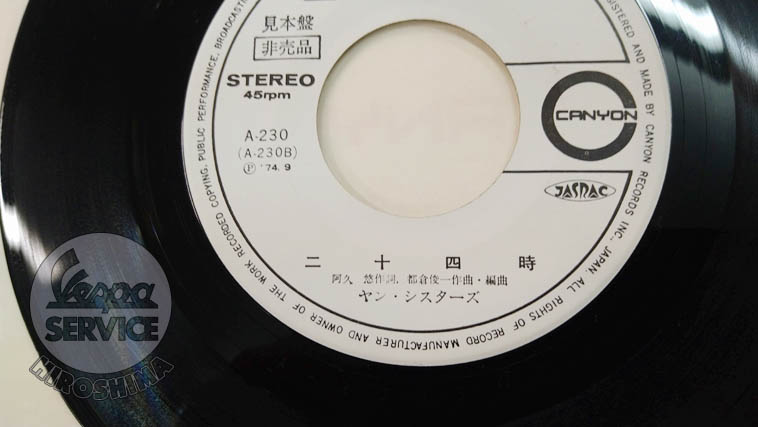 見本盤
非売品
STEREO
45rpm
A-230
(A-230B)
Ⓟ '74. 9
CANYON
JASRAC
二十四時
阿久 悠作詞. 都倉俊一作曲・編曲
ヤン・シスターズ
ALL RIGHTS OF RECORD MANUFACTURER AND OWNER OF THE WORK RECORDED COPYING, PUBLIC PERFORMANCE, BROADCASTING
REGISTERED AND MADE BY CANYON RECORDS INC., JAPAN.
Vespa
SERVICE
HIROSHIMA